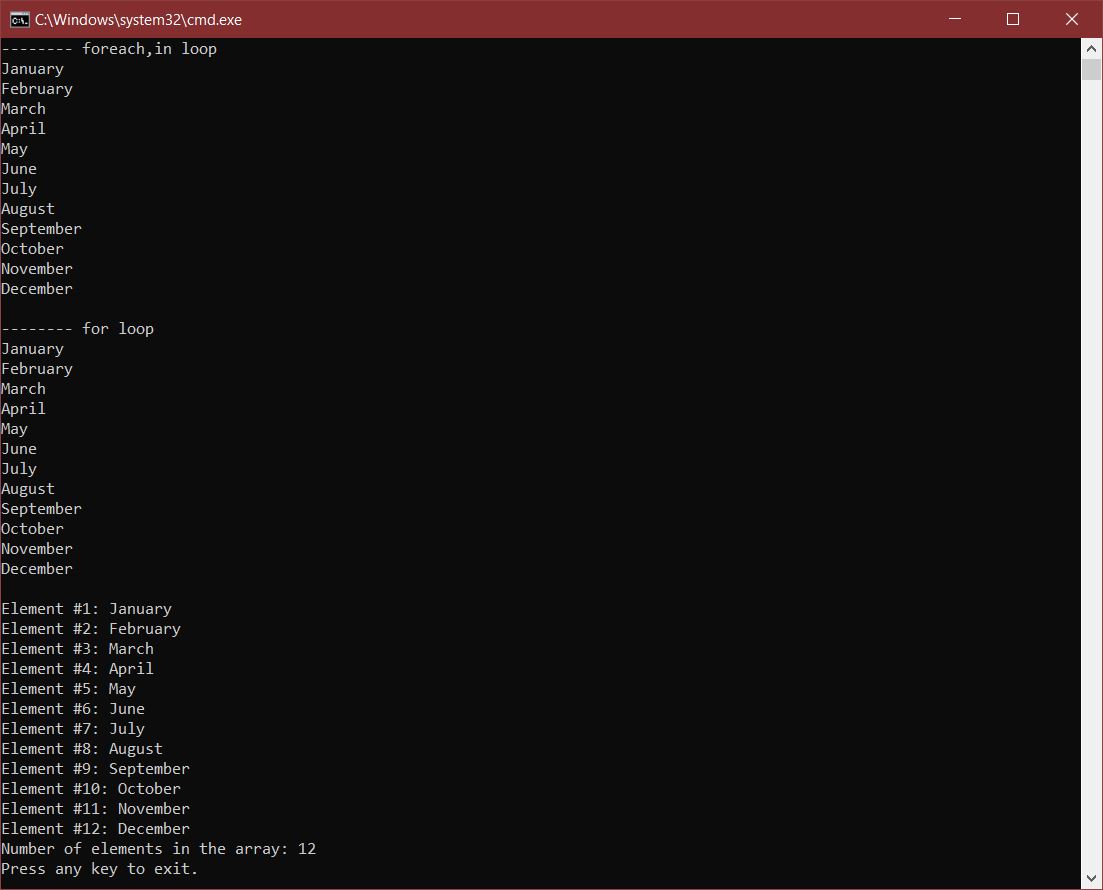 C:\Windows\system32\cmd.exe
-------- foreach,in loop
January
February
March
April
May
June
July
August
September
October
November
December
-------- for loop
January
February
March
April
May
June
July
August
September
October
November
December
Element #1: January
Element #2: February
Element #3: March
Element #4: April
Element #5: May
Element #6: June
Element #7: July
Element #8: August
Element #9: September
Element #10: October
Element #11: November
Element #12: December
Number of elements in the array: 12
Press any key to exit.